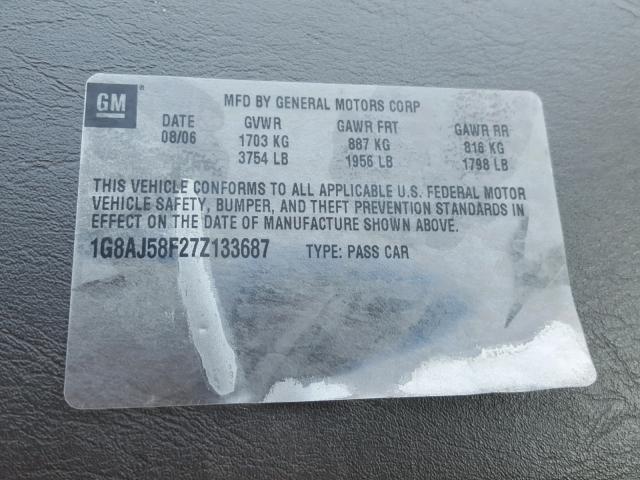 GM ®
MFD BY GENERAL MOTORS CORP
DATE GVWR GAWR FRT GAWR RR
08/06 1703 KG 887 KG 816 KG
3754 LB 1956 LB 1798 LB
THIS VEHICLE CONFORMS TO ALL APPLICABLE U.S. FEDERAL MOTOR
VEHICLE SAFETY, BUMPER, AND THEFT PREVENTION STANDARDS IN
EFFECT ON THE DATE OF MANUFACTURE SHOWN ABOVE.
1G8AJ58F27Z133687 TYPE: PASS CAR